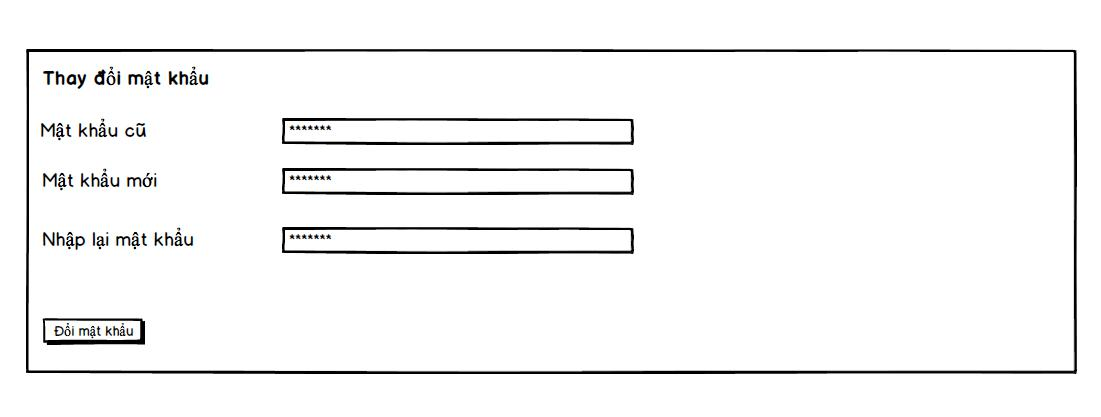 Thay đổi mật khẩu
Mật khẩu cũ *******
Mật khẩu mới *******
Nhập lại mật khẩu *******
Đổi mật khẩu